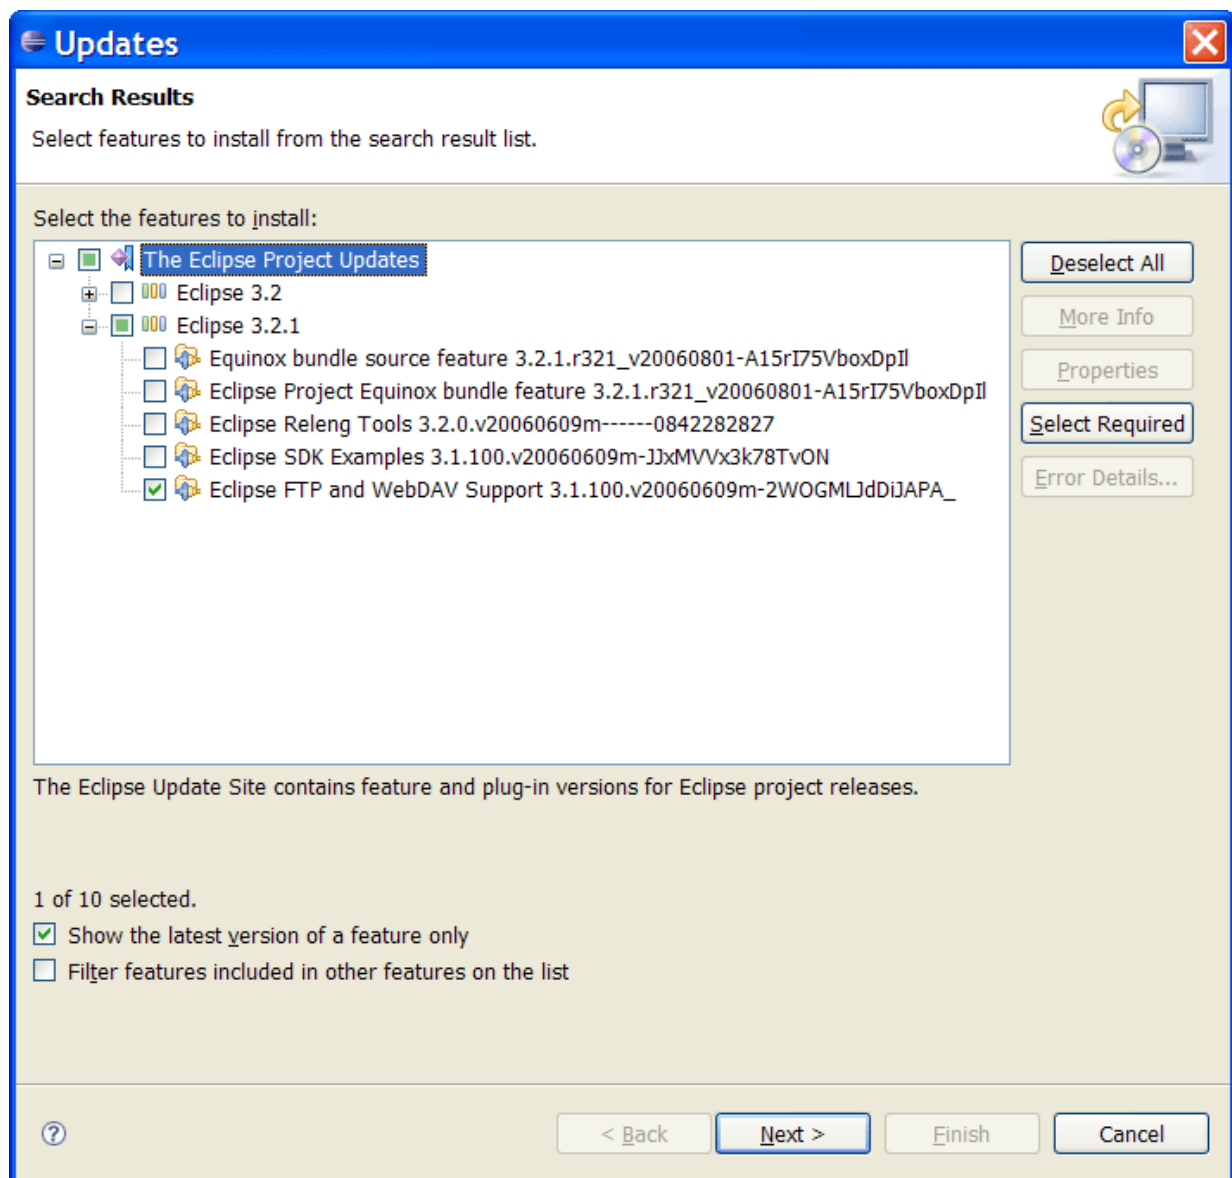 Updates
Search Results
Select features to install from the search result list.
Select the features to install:
The Eclipse Project Updates
Deselect All
Eclipse 3.2
More Info
Eclipse 3.2.1
Equinox bundle source feature 3.2.1.r321_v20060801-A15rI75VboxDpIl
Properties
Eclipse Project Equinox bundle feature 3.2.1.r321_v20060801-A15rI75VboxDpIl
Eclipse Releng Tools 3.2.0.v20060609m------0842282827
Select Required
Eclipse SDK Examples 3.1.100.v20060609m-JJxMVVx3k78TvON
Eclipse FTP and WebDAV Support 3.1.100.v20060609m-2WOGMLJdDiJAPA_
Error Details...
The Eclipse Update Site contains feature and plug-in versions for Eclipse project releases.
1 of 10 selected.
Show the latest version of a feature only
Filter features included in other features on the list
?
< Back
Next >
Finish
Cancel